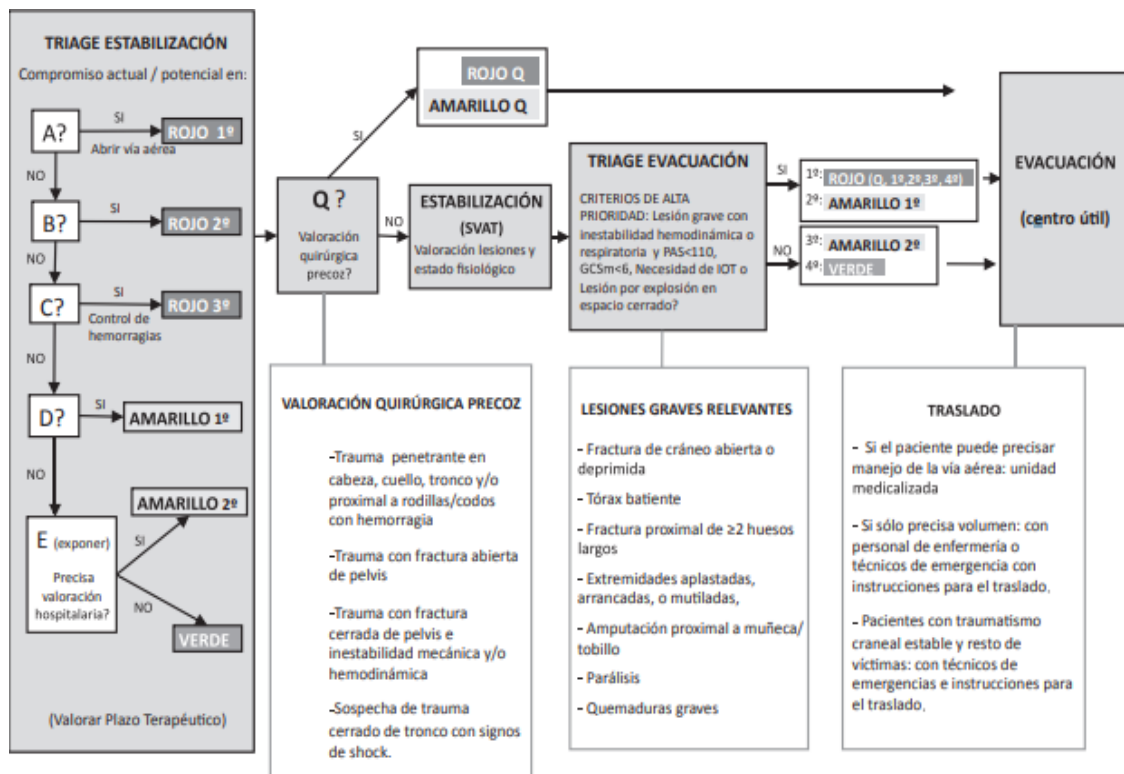 TRIAGE ESTABILIZACIÓN
Compromiso actual / potencial en:
A?
SI
Abrir vía aérea
ROJO 1º
NO
B?
SI
ROJO 2º
NO
C?
SI
Control de
hemorragias
ROJO 3º
NO
D?
SI
AMARILLO 1º
NO
E (exponer)
Precisa
valoración
hospitalaria?
SI
AMARILLO 2º
NO
VERDE
(Valorar Plazo Terapéutico)
Q ?
Valoración
quirúrgica
precoz?
SI
ROJO Q
AMARILLO Q
NO
ESTABILIZACIÓN
(SVAT)
Valoración lesiones y
estado fisiológico
TRIAGE EVACUACIÓN
CRITERIOS DE ALTA
PRIORIDAD: Lesión grave con
inestabilidad hemodinámica o
respiratoria y PAS<110,
GCSm<6, Necesidad de IOT o
Lesión por explosión en
espacio cerrado?
SI
1º: ROJO (Q, 1º,2º,3º, 4º)
2º: AMARILLO 1º
NO
3º: AMARILLO 2º
4º: VERDE
EVACUACIÓN
(centro útil)
VALORACIÓN QUIRÚRGICA PRECOZ
-Trauma penetrante en
cabeza, cuello, tronco y/o
proximal a rodillas/codos
con hemorragia
-Trauma con fractura abierta
de pelvis
-Trauma con fractura
cerrada de pelvis e
inestabilidad mecánica y/o
hemodinámica
-Sospecha de trauma
cerrado de tronco con signos
de shock.
LESIONES GRAVES RELEVANTES
- Fractura de cráneo abierta o
deprimida
- Tórax batiente
- Fractura proximal de ≥2 huesos
largos
- Extremidades aplastadas,
arrancadas, o mutiladas,
- Amputación proximal a muñeca/
tobillo
- Parálisis
- Quemaduras graves
TRASLADO
- Si el paciente puede precisar
manejo de la vía aérea: unidad
medicalizada
- Si sólo precisa volumen: con
personal de enfermería o
técnicos de emergencia con
instrucciones para el traslado.
- Pacientes con traumatismo
craneal estable y resto de
víctimas: con técnicos de
emergencias e instrucciones para
el traslado.